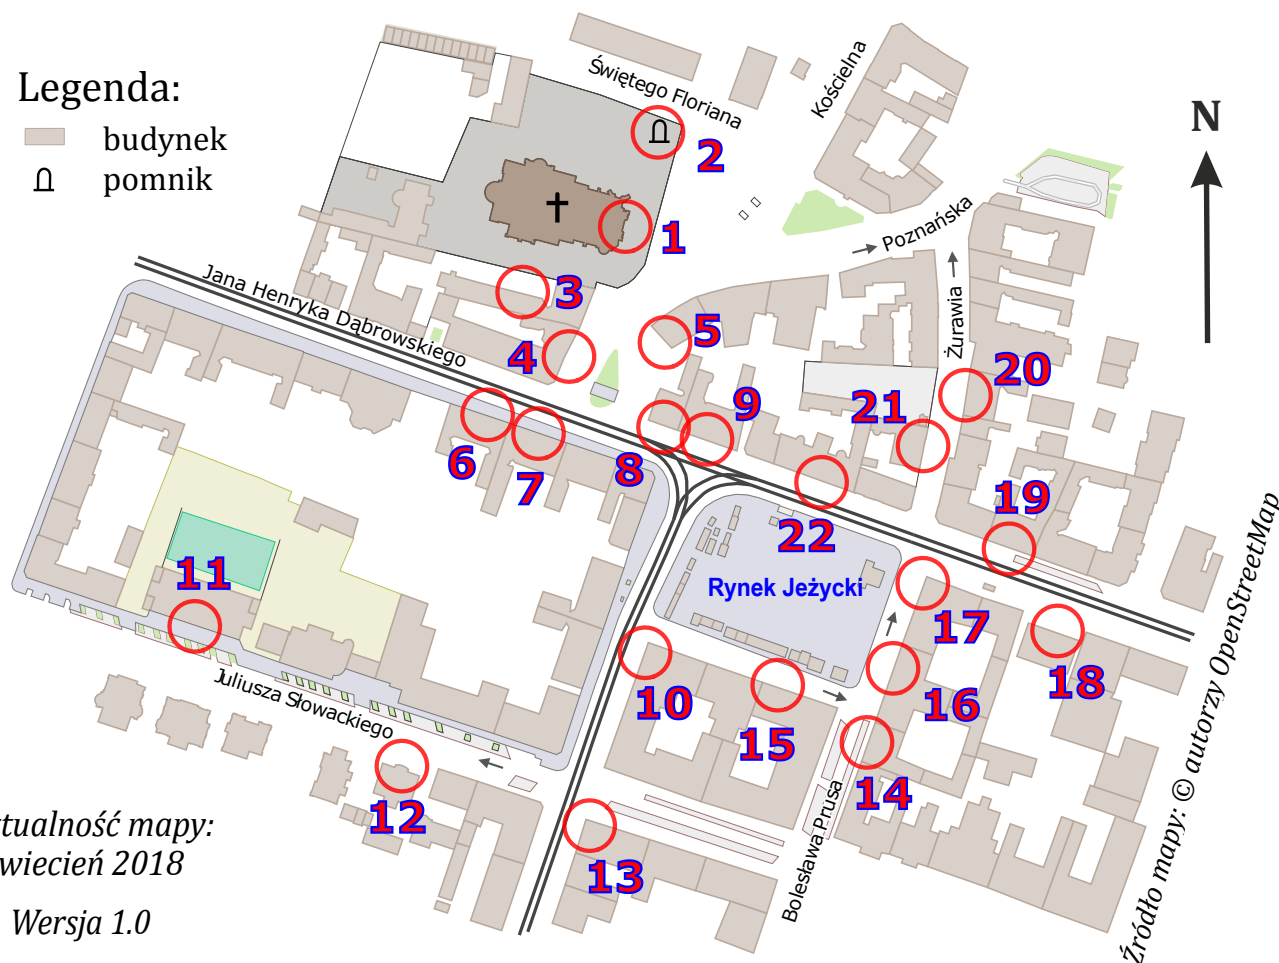 Legenda:
budynek
pomnik
Świętego Floriana
Kościelna
N
2
1
Poznańska
Jana Henryka Dąbrowskiego
3
4
5
Żurawia
20
9
21
6
7
8
22
19
Rynek Jeżycki
11
17
18
16
10
15
14
Juliusza Słowackiego
12
13
Bolesława Prusa
tualność mapy:
wiecień 2018
Wersja 1.0
Źródło mapy: © autorzy OpenStreetMap